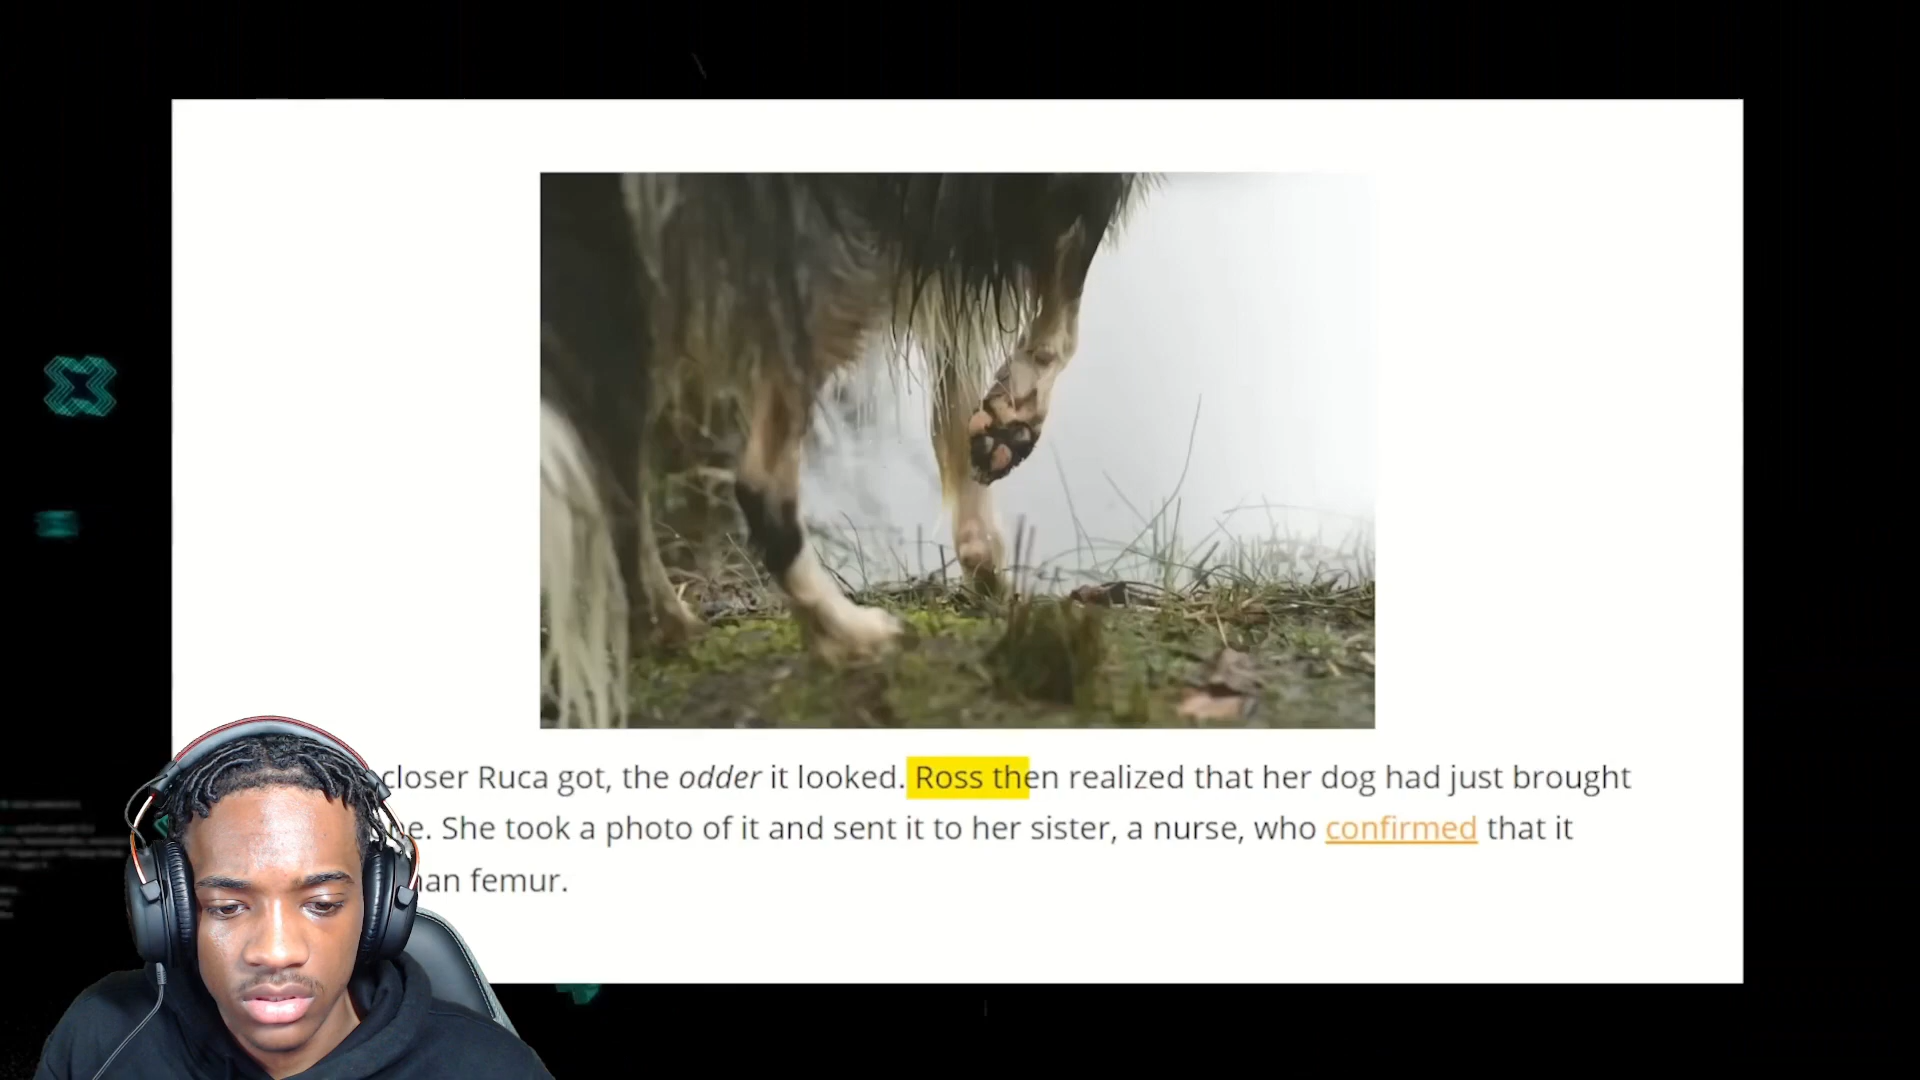 closer Ruca got, the odder it looked. Ross then realized that her dog had just brought
She took a photo of it and sent it to her sister, a nurse, who confirmed that it
femur.